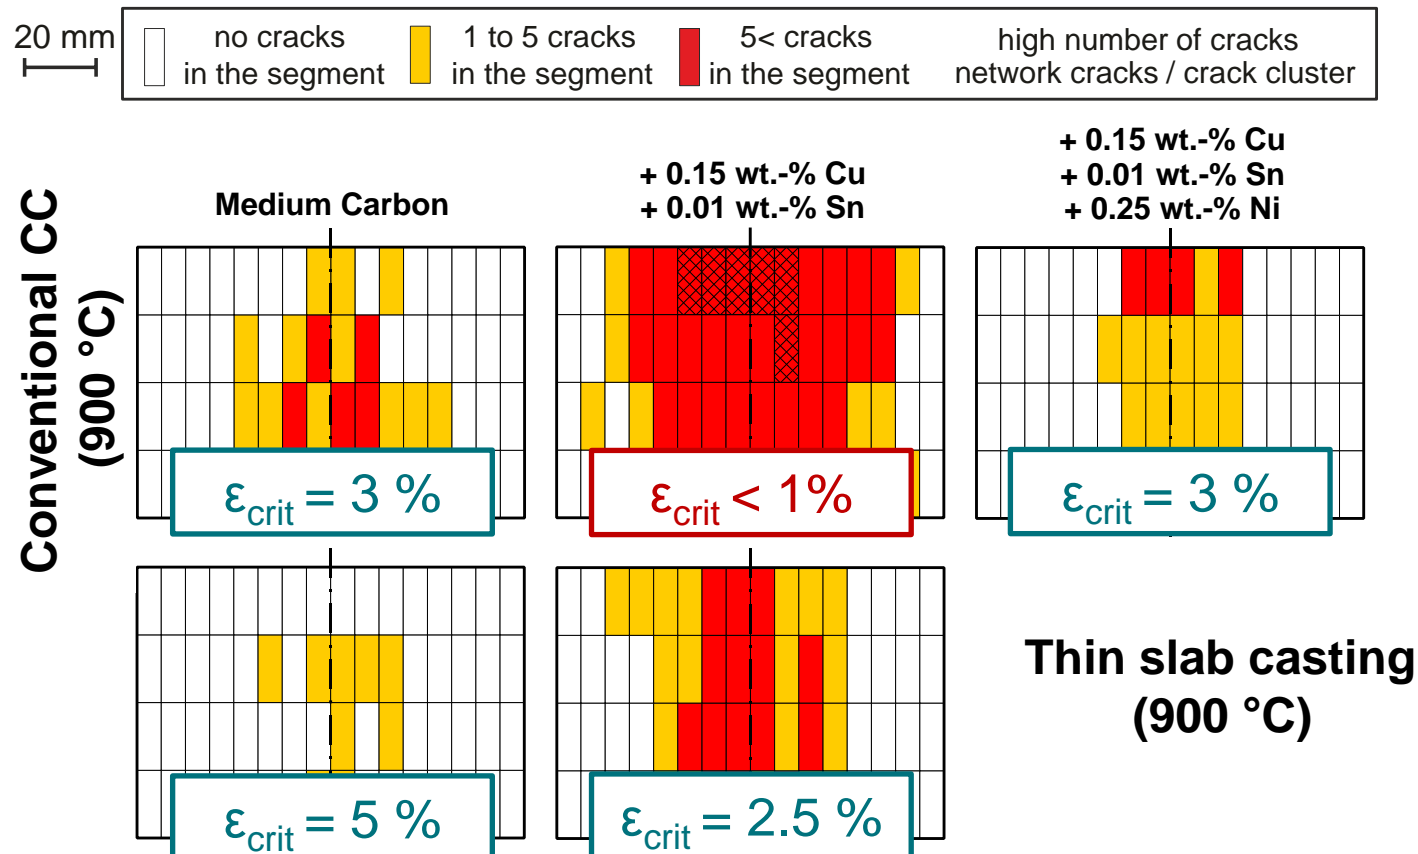 20 mm
no cracks
in the segment
1 to 5 cracks
in the segment
5< cracks
in the segment
high number of cracks
network cracks / crack cluster
Conventional CC
(900 °C)
Medium Carbon
+ 0.15 wt.-% Cu
+ 0.01 wt.-% Sn
+ 0.15 wt.-% Cu
+ 0.01 wt.-% Sn
+ 0.25 wt.-% Ni
εcrit = 3 %
εcrit < 1%
εcrit = 3 %
Thin slab casting
(900 °C)
εcrit = 5 %
εcrit = 2.5 %